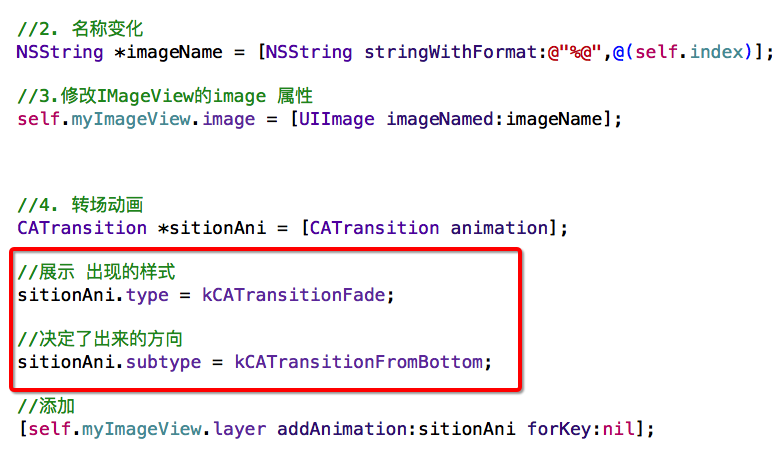 //2. 名称变化
NSString *imageName = [NSString stringWithFormat:@"%@",@(self.index)];
//3.修改IMageView的image 属性
self.myImageView.image = [UIImage imageNamed:imageName];
//4. 转场动画
CATransition *sitionAni = [CATransition animation];
//展示 出现的样式
sitionAni.type = kCATransitionFade;
//决定了出来的方向
sitionAni.subtype = kCATransitionFromBottom;
//添加
[self.myImageView.layer addAnimation:sitionAni forKey:nil];